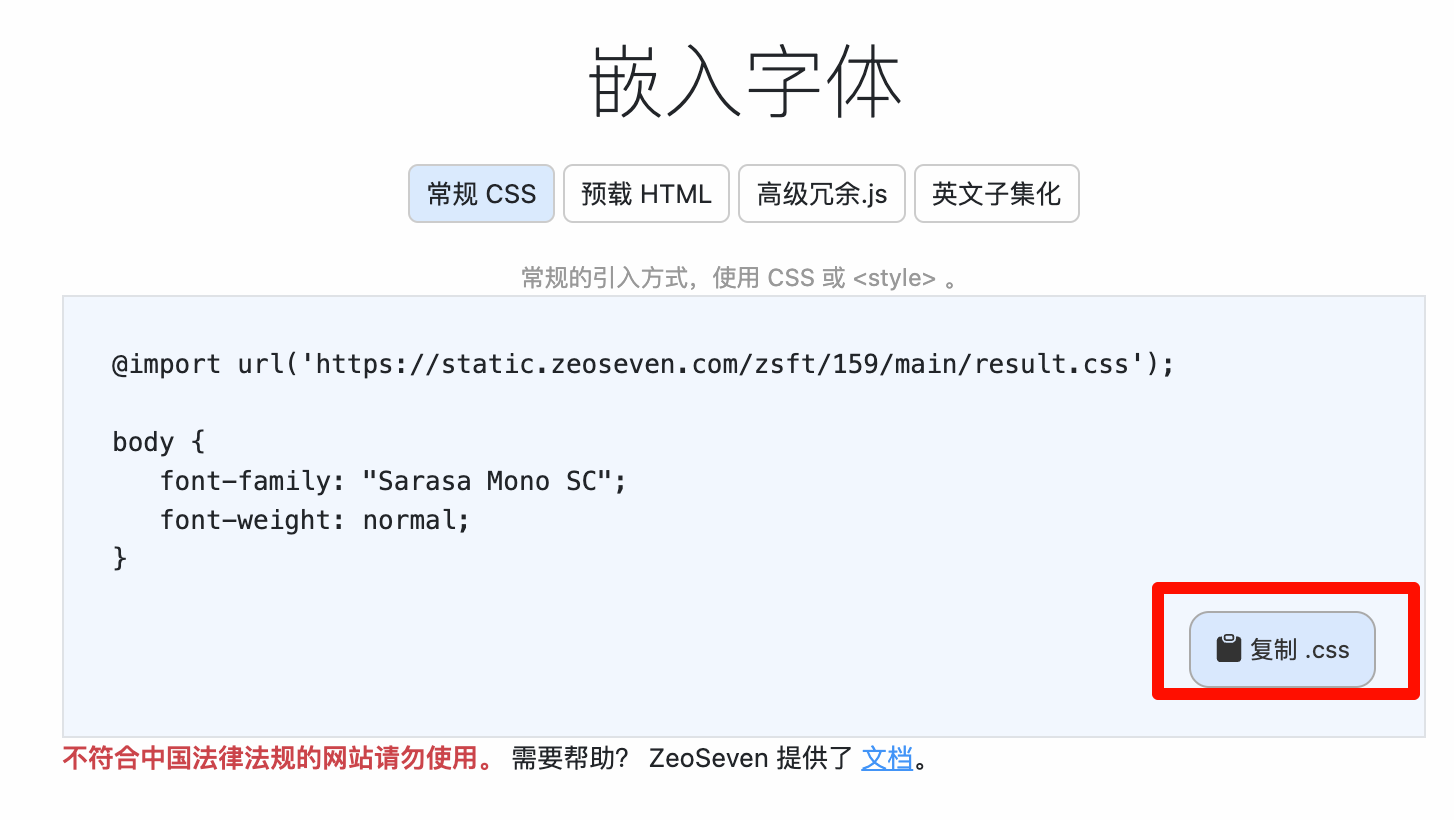 嵌入字体
常规 CSS 预载 HTML 高级冗余.js 英文子集化
常规的引入方式，使用 CSS 或 <style> 。
@import url('https://static.zeoseven.com/zsft/159/main/result.css');
body {
font-family: "Sarasa Mono SC";
font-weight: normal;
}
复制 .css
不符合中国法律法规的网站请勿使用。 需要帮助？ ZeoSeven 提供了 文档。